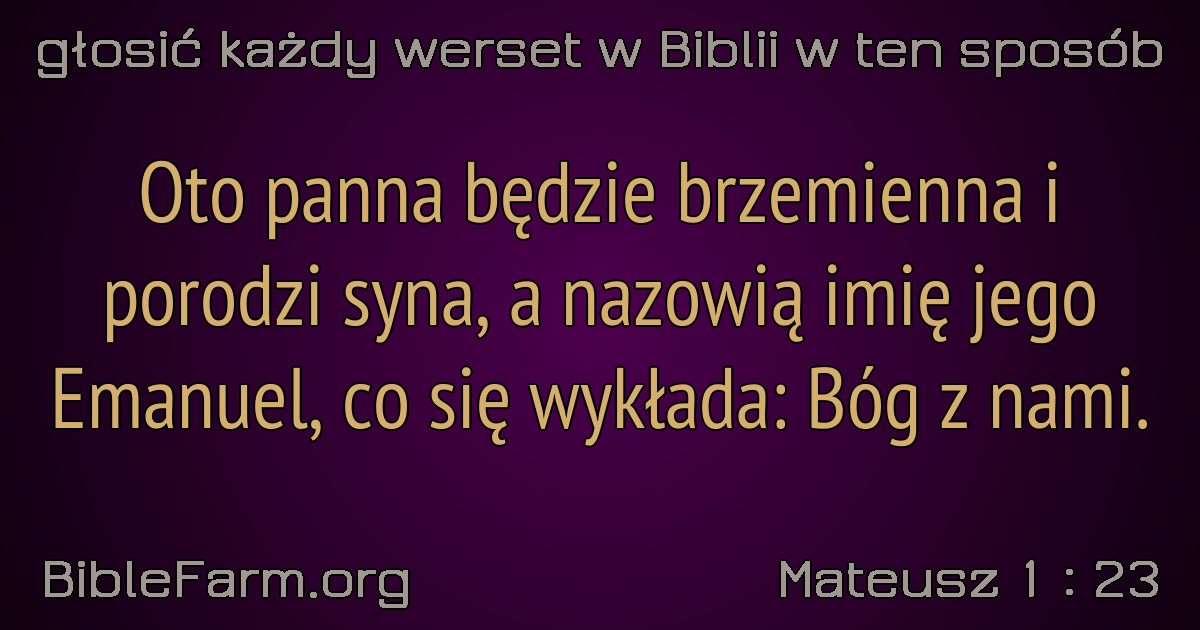 głosić każdy werset w Biblii w ten sposób
Oto panna będzie brzemienna i
porodzi syna, a nazowią imię jego
Emanuel, co się wykłada: Bóg z nami.
BibleFarm.org
Mateusz 1 : 23